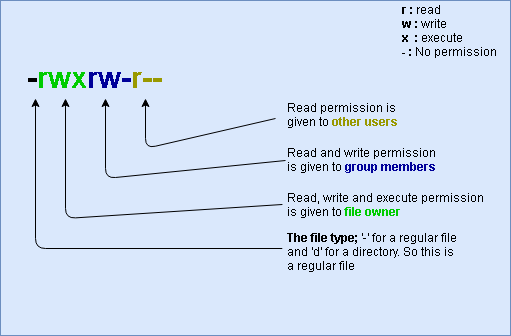 r : read
w : write
x : execute
- : No permission
-rwxrw-r--
Read permission is
given to other users
Read and write permission
is given to group members
Read, write and execute permission
is given to file owner
The file type; '-' for a regular file
and 'd' for a directory. So this is
a regular file